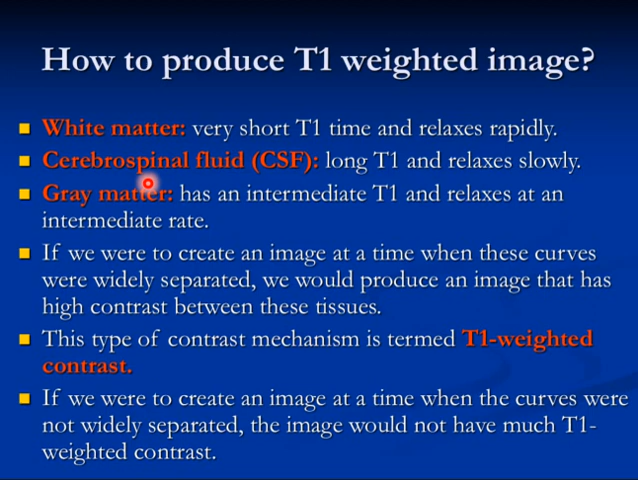 How to produce T1 weighted image?
White matter: very short T1 time and relaxes rapidly.
Cerebrospinal fluid (CSF): long T1 and relaxes slowly.
Gray matter: has an intermediate T1 and relaxes at an
intermediate rate.
If we were to create an image at a time when these curves
were widely separated, we would produce an image that has
high contrast between these tissues.
This type of contrast mechanism is termed T1-weighted
contrast.
If we were to create an image at a time when the curves were
not widely separated, the image would not have much T1-
weighted contrast.